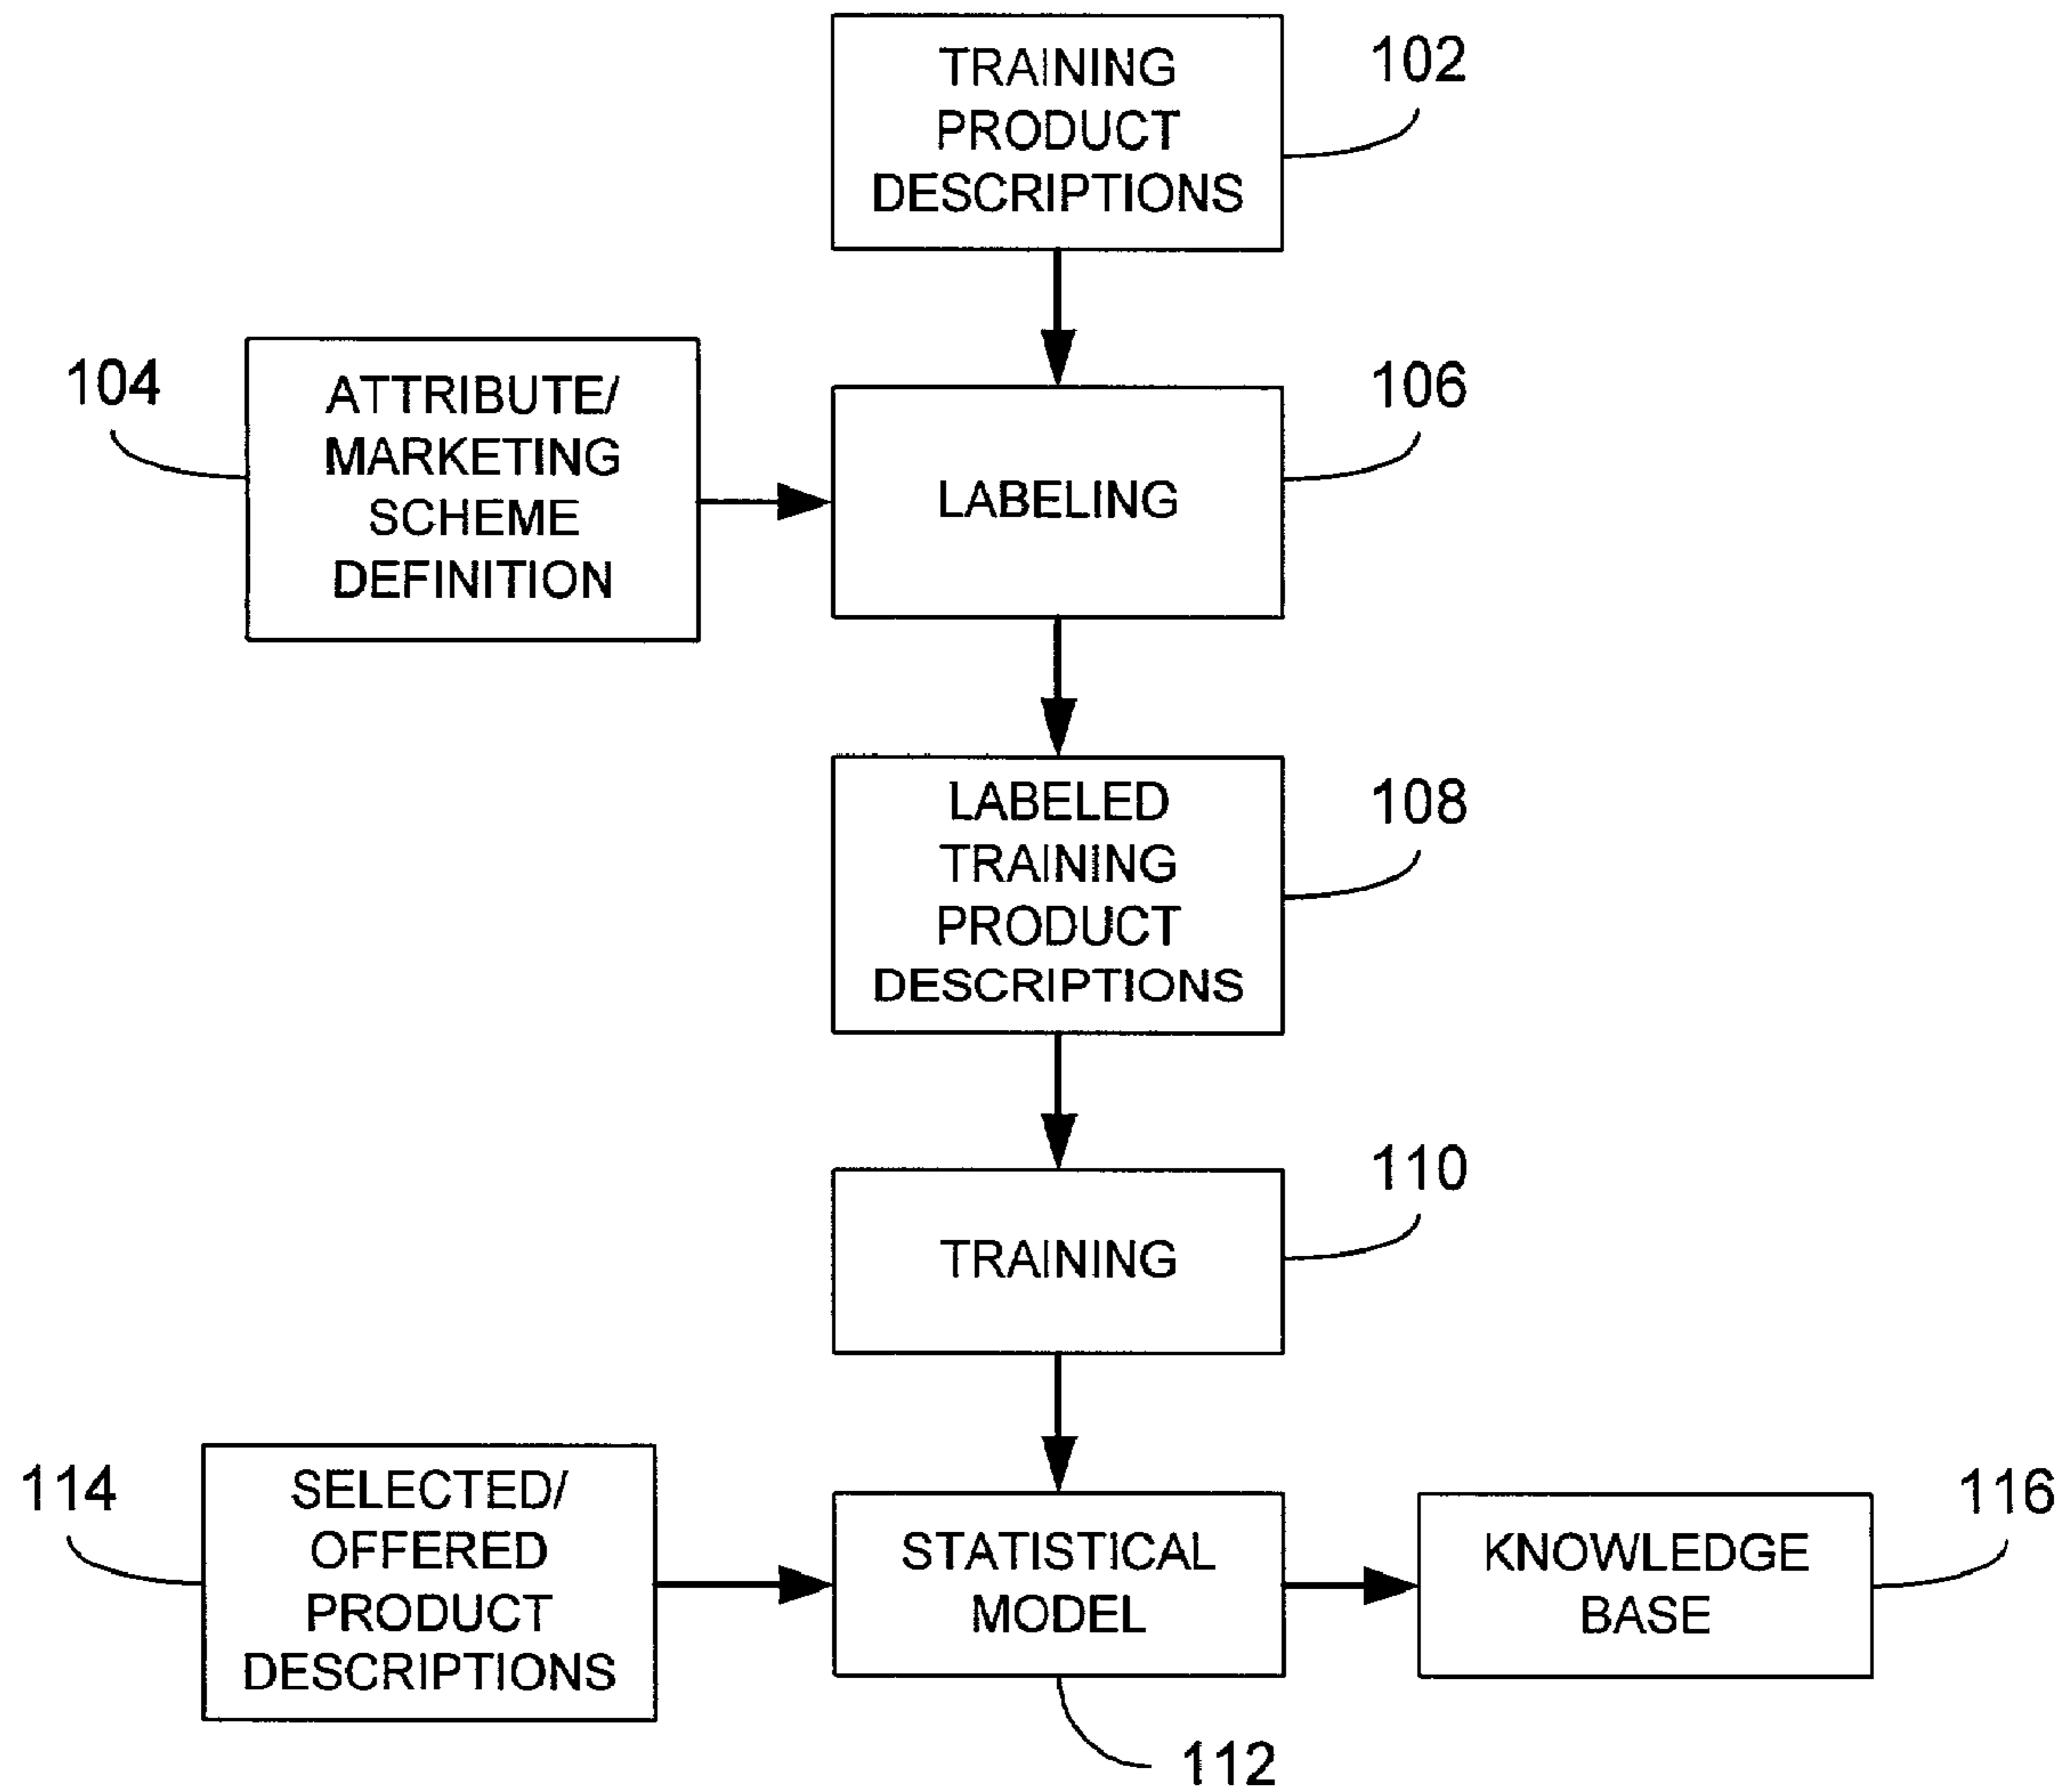 TRAINING
PRODUCT
DESCRIPTIONS
102
104
ATTRIBUTE/
MARKETING
SCHEME
DEFINITION
LABELING
106
LABELED
TRAINING
PRODUCT
DESCRIPTIONS
108
TRAINING
110
114
SELECTED/
OFFERED
PRODUCT
DESCRIPTIONS
STATISTICAL
MODEL
112
KNOWLEDGE
BASE
116